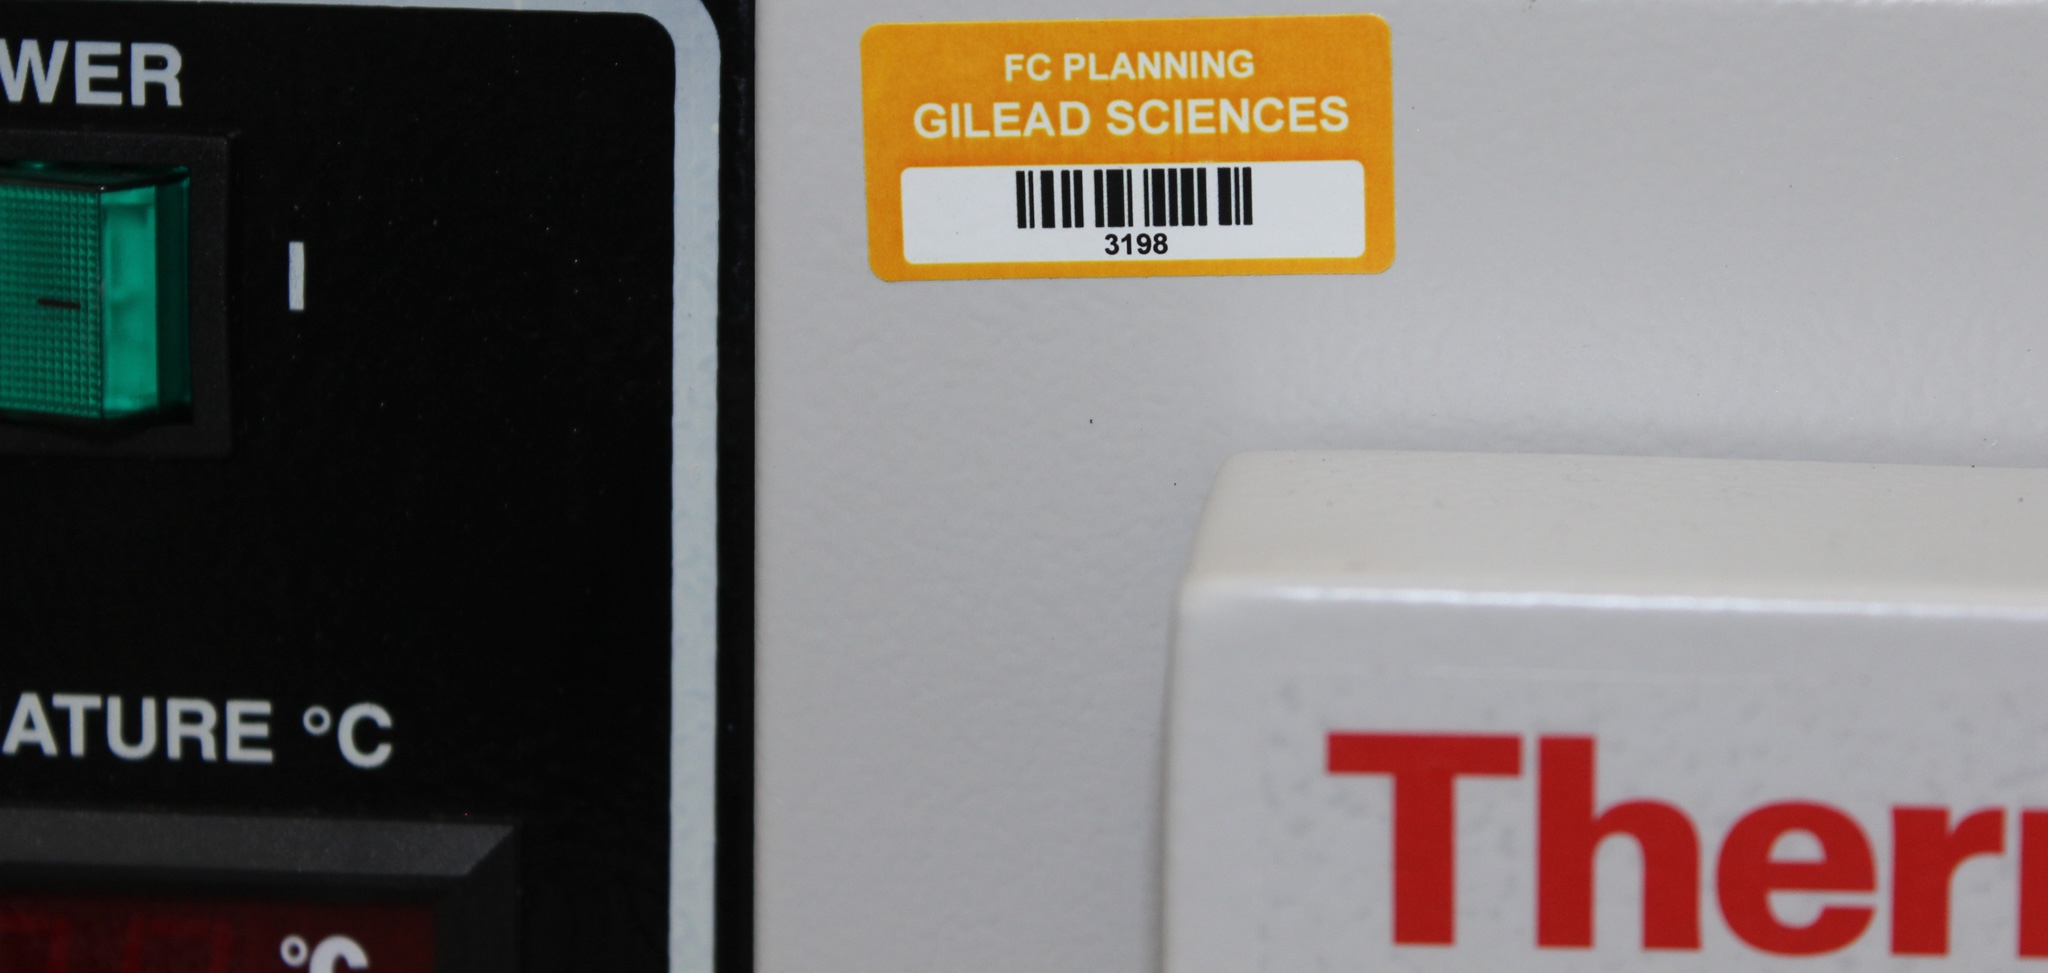 WER
I
ATURE °C
°C
FC PLANNING
GILEAD SCIENCES
3198
Ther